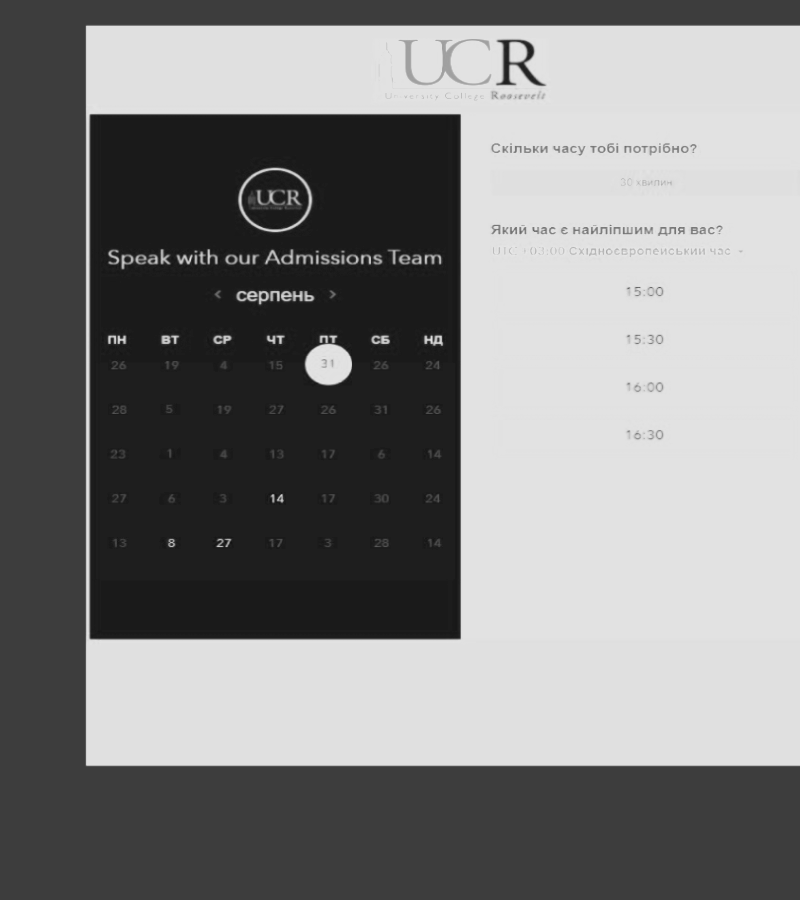 UCR
University College Roosevelt
UCR
Speak with our Admissions Team
< серпень >
ПН ВТ СР ЧТ ПТ СБ НД
26 19 4 15 31 26 24
28 5 19 27 26 31 26
23 1 4 13 17 6 14
27 6 3 14 17 30 24
13 8 27 17 3 28 14
Скільки часу тобі потрібно?
30 хвилин
Який час є найліпшим для вас?
UTC +03:00 Східноєвропейський час
15:00
15:30
16:00
16:30